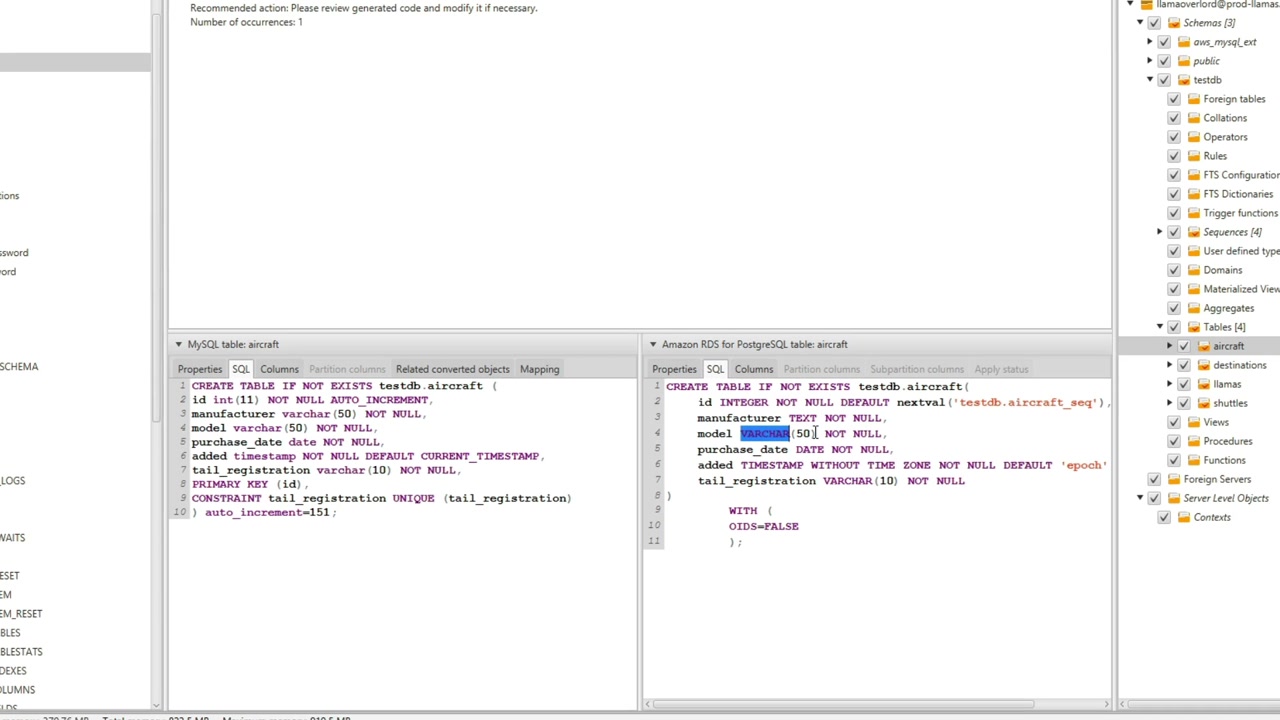 Recommended action: Please review generated code and modify it if necessary.
Number of occurrences: 1
tions
ssword
ord
SCHEMA
_LOGS
WAITS
ESET
EM
EM_RESET
BLES
BLESTATS
DEXES
OLUMNS
MySQL table: aircraft
Properties SQL Columns Partition columns Related converted objects Mapping
1 CREATE TABLE IF NOT EXISTS testdb.aircraft (
2 id int(11) NOT NULL AUTO_INCREMENT,
3 manufacturer varchar(50) NOT NULL,
4 model varchar(50) NOT NULL,
5 purchase_date date NOT NULL,
6 added timestamp NOT NULL DEFAULT CURRENT_TIMESTAMP,
7 tail_registration varchar(10) NOT NULL,
8 PRIMARY KEY (id),
9 CONSTRAINT tail_registration UNIQUE (tail_registration)
10 ) auto_increment=151;
Amazon RDS for PostgreSQL table: aircraft
Properties SQL Columns Partition columns Subpartition columns Apply status
1 CREATE TABLE IF NOT EXISTS testdb.aircraft(
2 id INTEGER NOT NULL DEFAULT nextval('testdb.aircraft_seq'),
3 manufacturer TEXT NOT NULL,
4 model VARCHAR(50) NOT NULL,
5 purchase_date DATE NOT NULL,
6 added TIMESTAMP WITHOUT TIME ZONE NOT NULL DEFAULT 'epoch'
7 tail_registration VARCHAR(10) NOT NULL
8 )
9 WITH (
10 OIDS=FALSE
11 );
llamaoverlord@prod-llamas.
Schemas [3]
aws_mysql_ext
public
testdb
Foreign tables
Collations
Operators
Rules
FTS Configuration
FTS Dictionaries
Trigger functions
Sequences [4]
User defined type
Domains
Materialized View
Aggregates
Tables [4]
aircraft
destinations
llamas
shuttles
Views
Procedures
Functions
Foreign Servers
Server Level Objects
Contexts